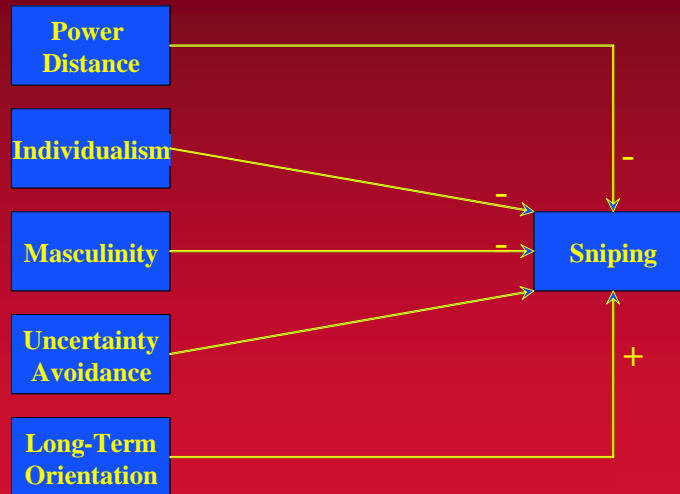 Power
Distance
-
Individualism
-
Masculinity
-
Sniping
Uncertainty
Avoidance
+
Long-Term
Orientation